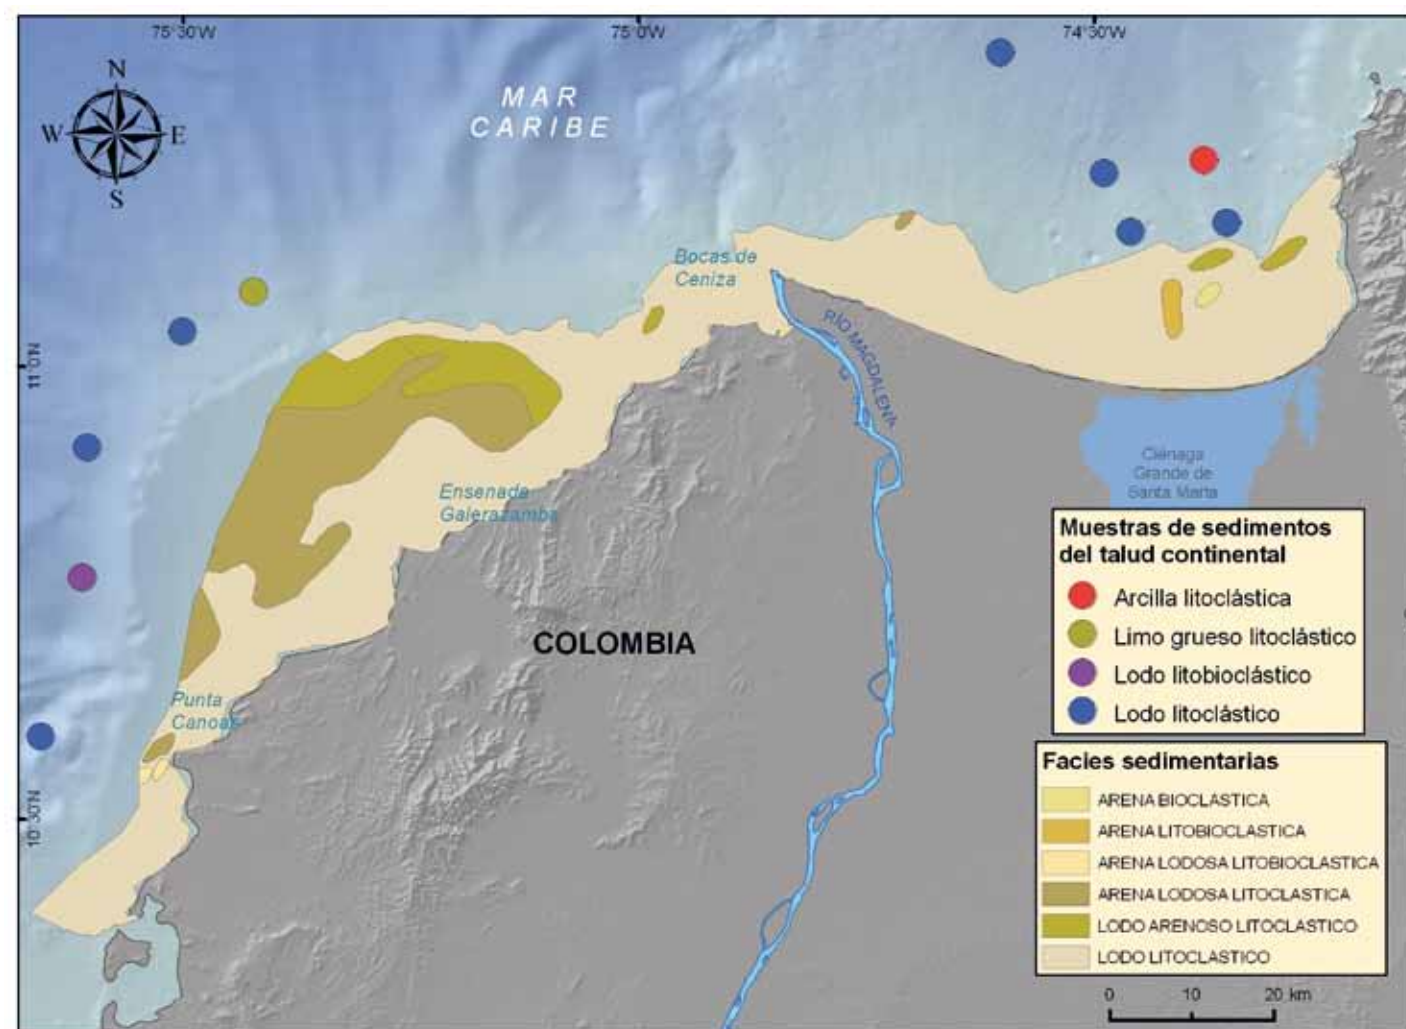 75°30'W
75°0'W
74°30'W
N
W
E
S
MAR
CARIBE
Bocas de
Ceniza
RÍO MAGDALENA
11°0'N
Ensenada
Galerazamba
Ciénaga
Grande de
Santa Marta
COLOMBIA
Punta
Canoas
10°30'N
Muestras de sedimentos
del talud continental
Arcilla litoclástica
Limo grueso litoclástico
Lodo litobioclástico
Lodo litoclástico
Facies sedimentarias
ARENA BIOCLASTICA
ARENA LITOBIOCLASTICA
ARENA LODOSA LITOBIOCLASTICA
ARENA LODOSA LITOCLASTICA
LODO ARENOSO LITOCLASTICO
LODO LITOCLASTICO
0 10 20 km